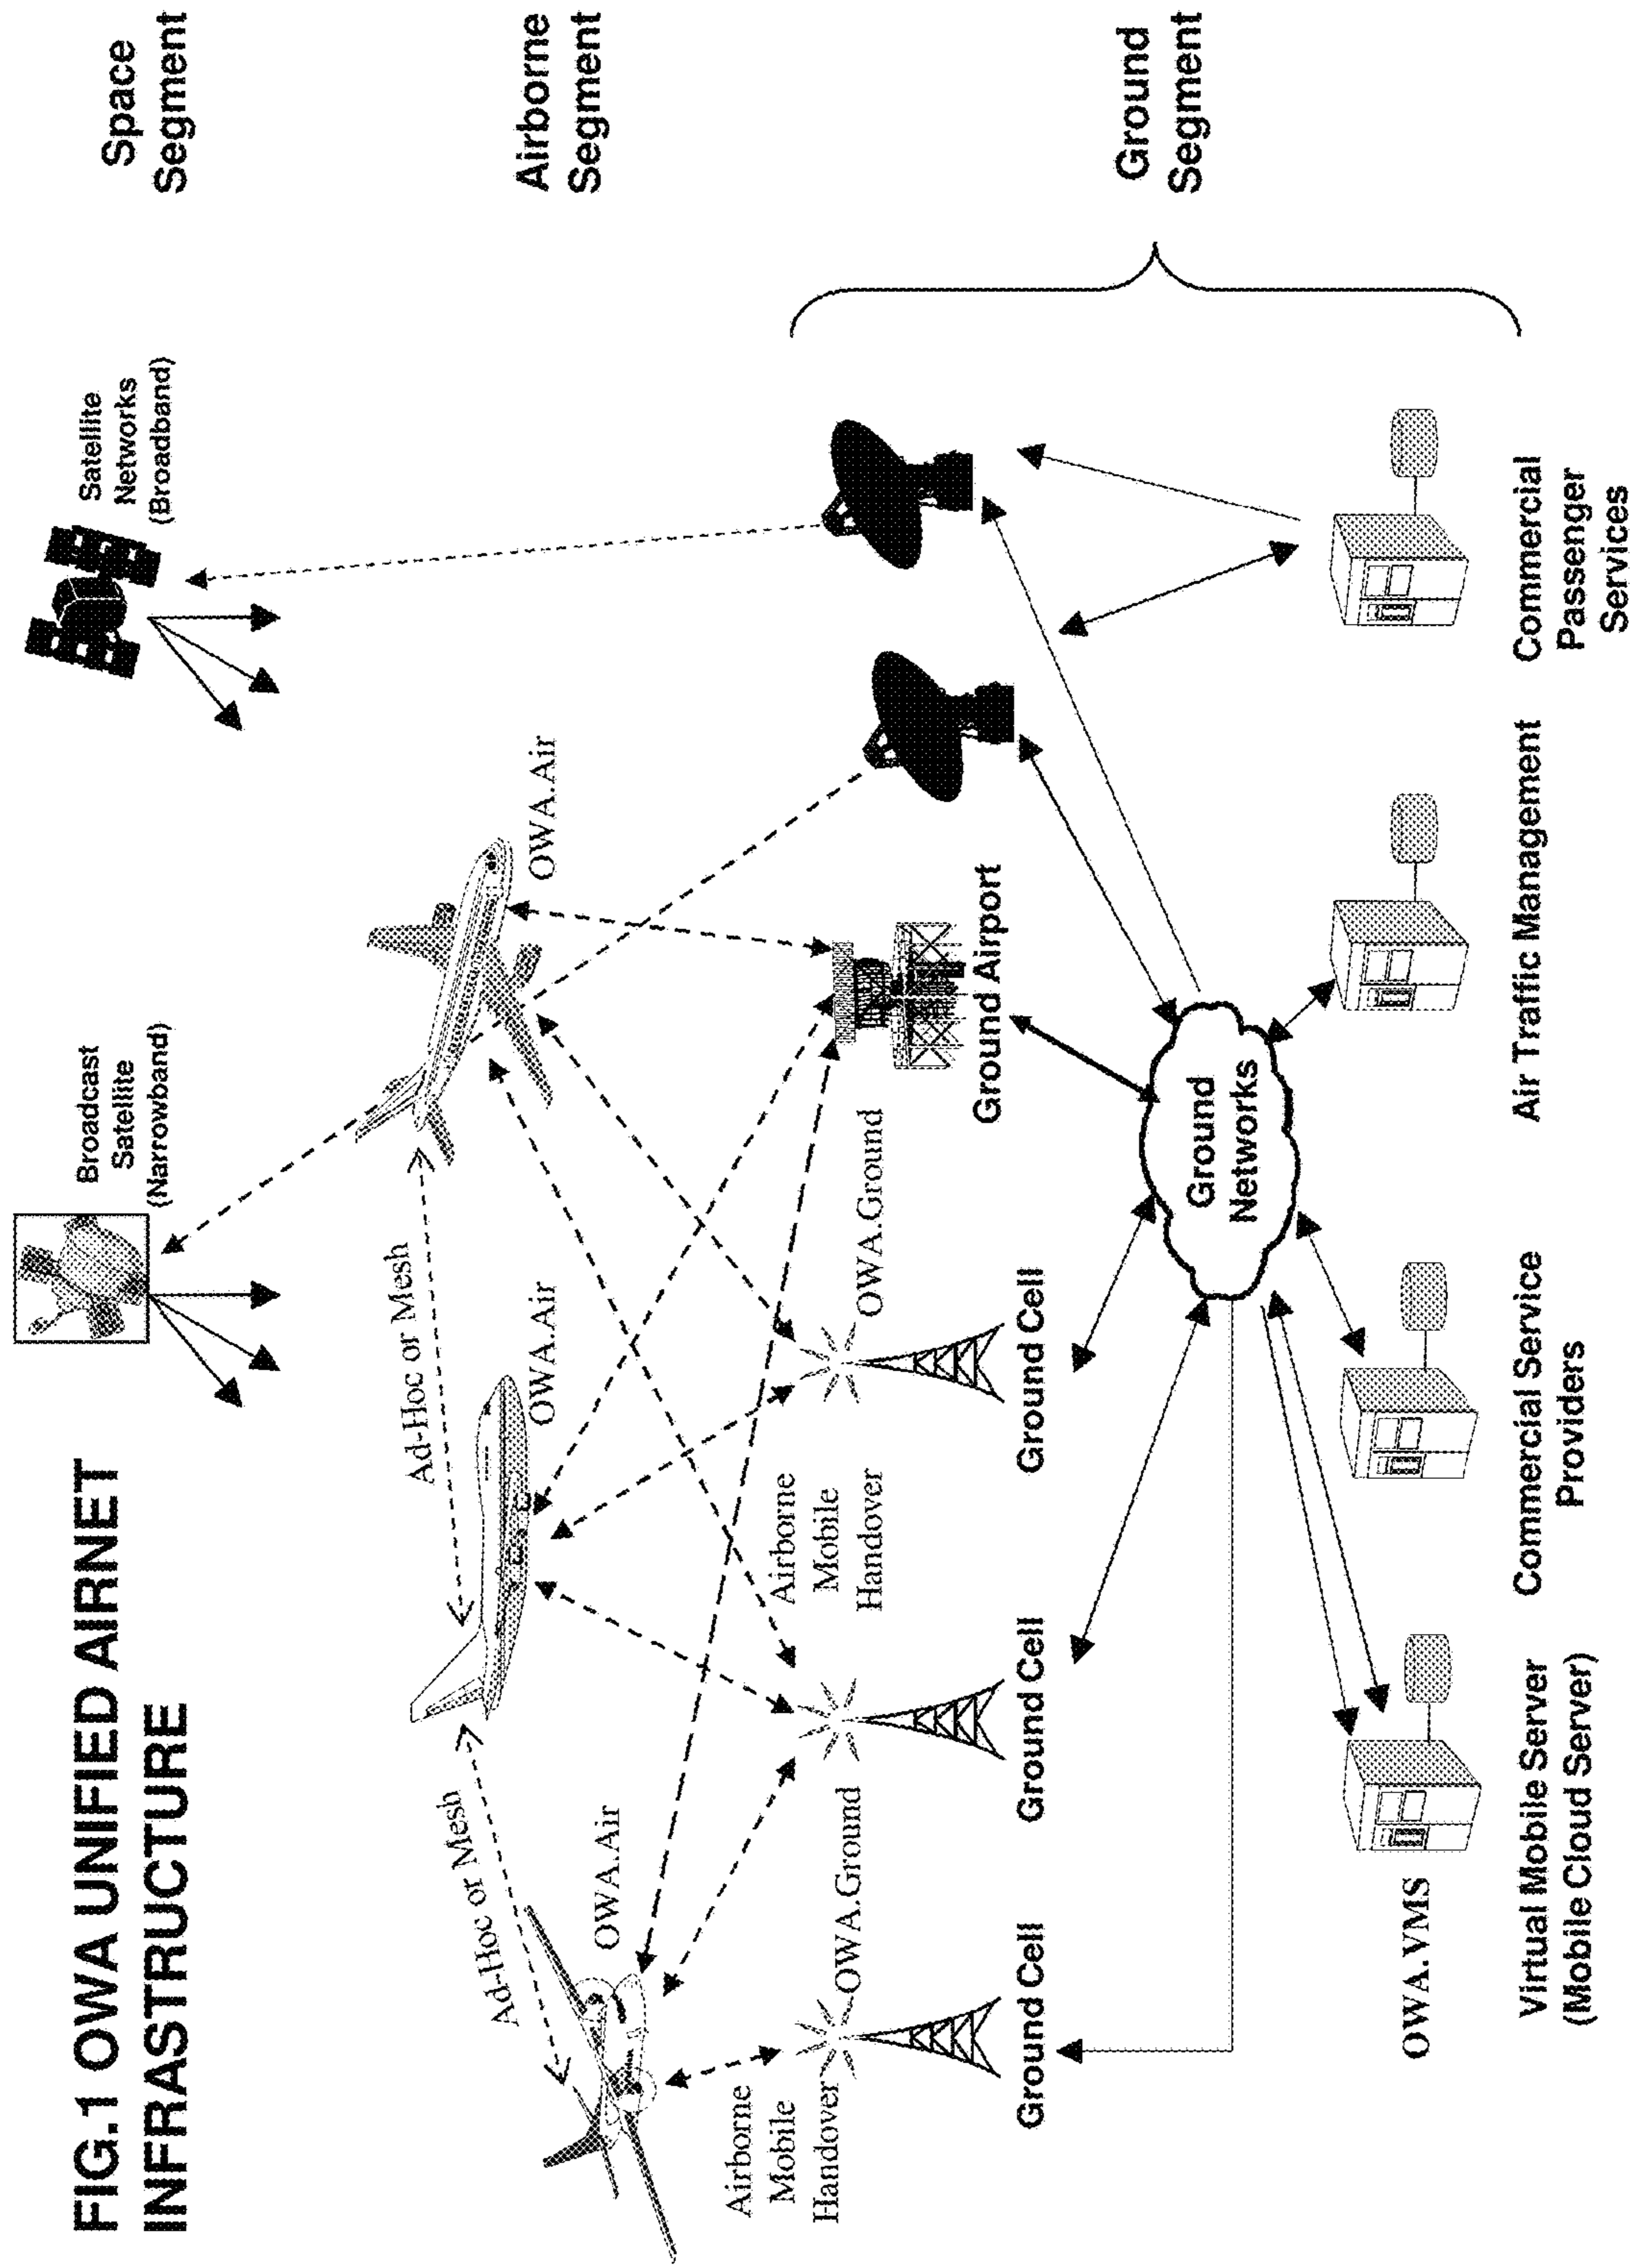 FIG.1 OWA UNIFIED AIRNET
INFRASTRUCTURE
Broadcast
Satellite
(Narrowband)
Satellite
Networks
(Broadband)
Space
Segment
Ad-Hoc or Mesh
Ad-Hoc or Mesh
OWA.Air
OWA.Air
OWA.Air
Airborne
Segment
Airborne
Mobile
Handover
OWA.Ground
Airborne
Mobile
Handover
OWA.Ground
Ground Cell
Ground Cell
Ground Cell
Ground Airport
Ground
Segment
Ground
Networks
OWA.VMS
Virtual Mobile Server
(Mobile Cloud Server)
Commercial Service
Providers
Air Traffic Management
Commercial
Passenger
Services